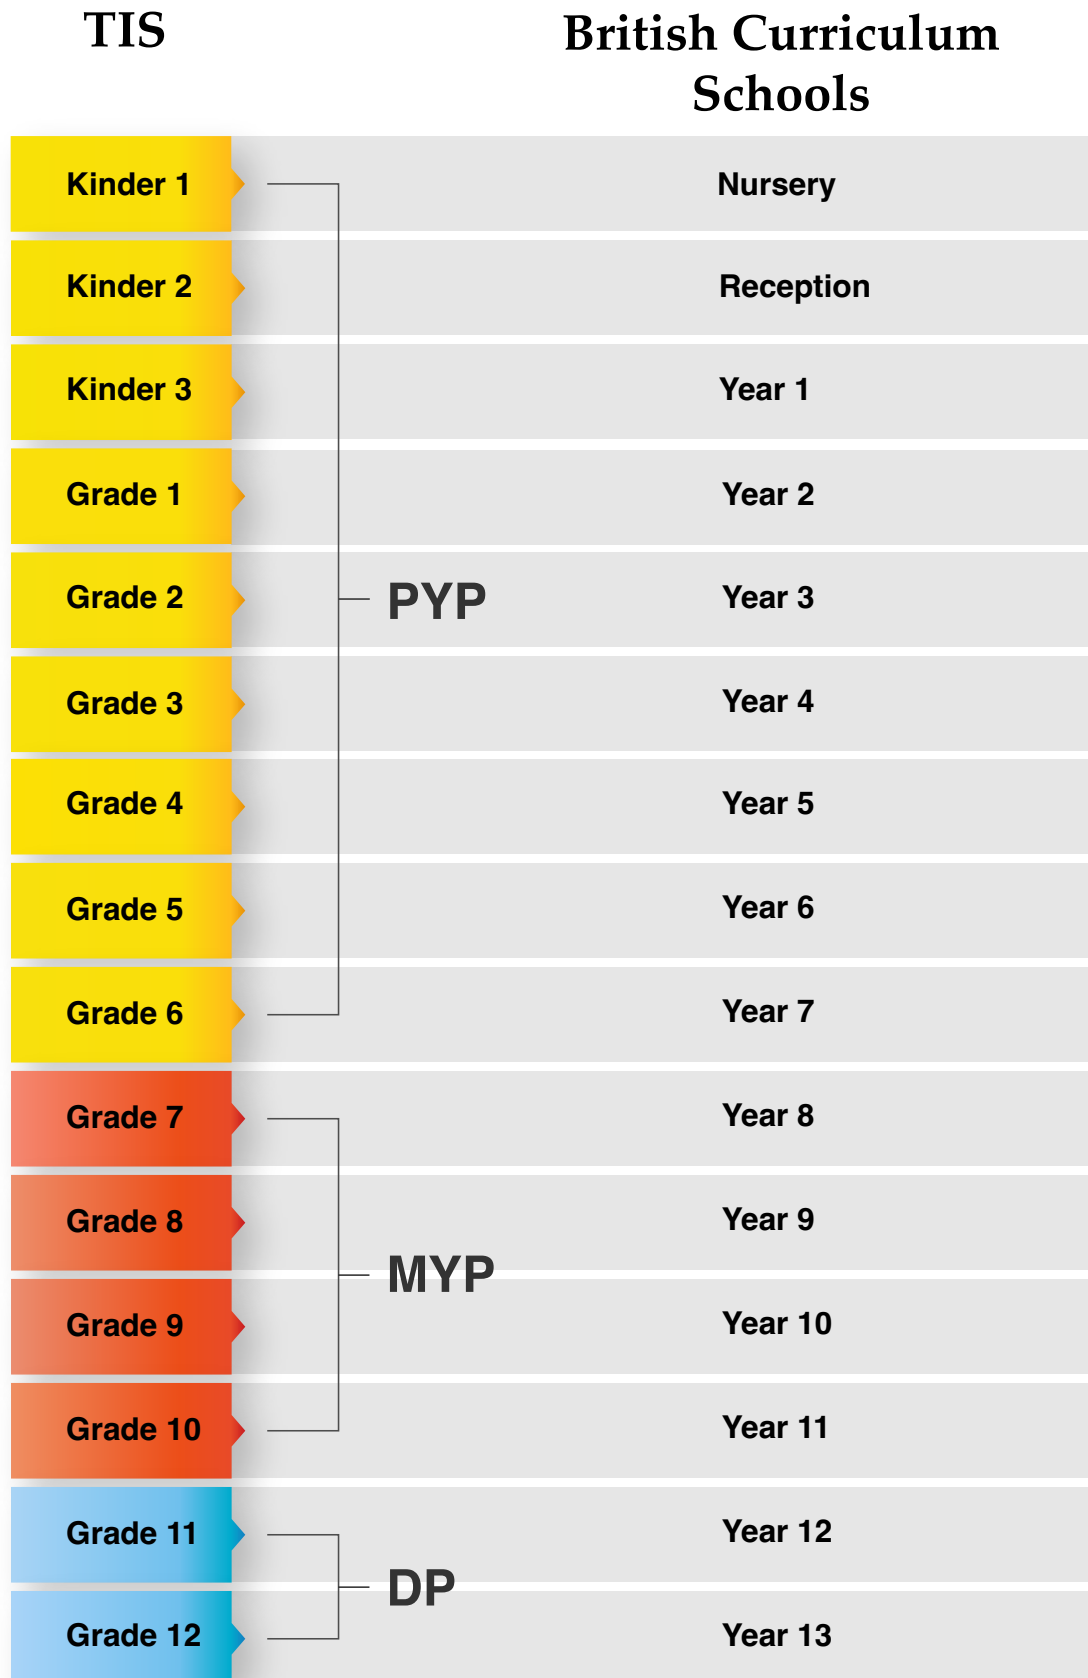 TIS
British Curriculum
Schools
Kinder 1
Nursery
Kinder 2
Reception
Kinder 3
Year 1
Grade 1
Year 2
Grade 2
PYP
Year 3
Grade 3
Year 4
Grade 4
Year 5
Grade 5
Year 6
Grade 6
Year 7
Grade 7
Year 8
Grade 8
Year 9
MYP
Grade 9
Year 10
Grade 10
Year 11
Grade 11
Year 12
DP
Grade 12
Year 13